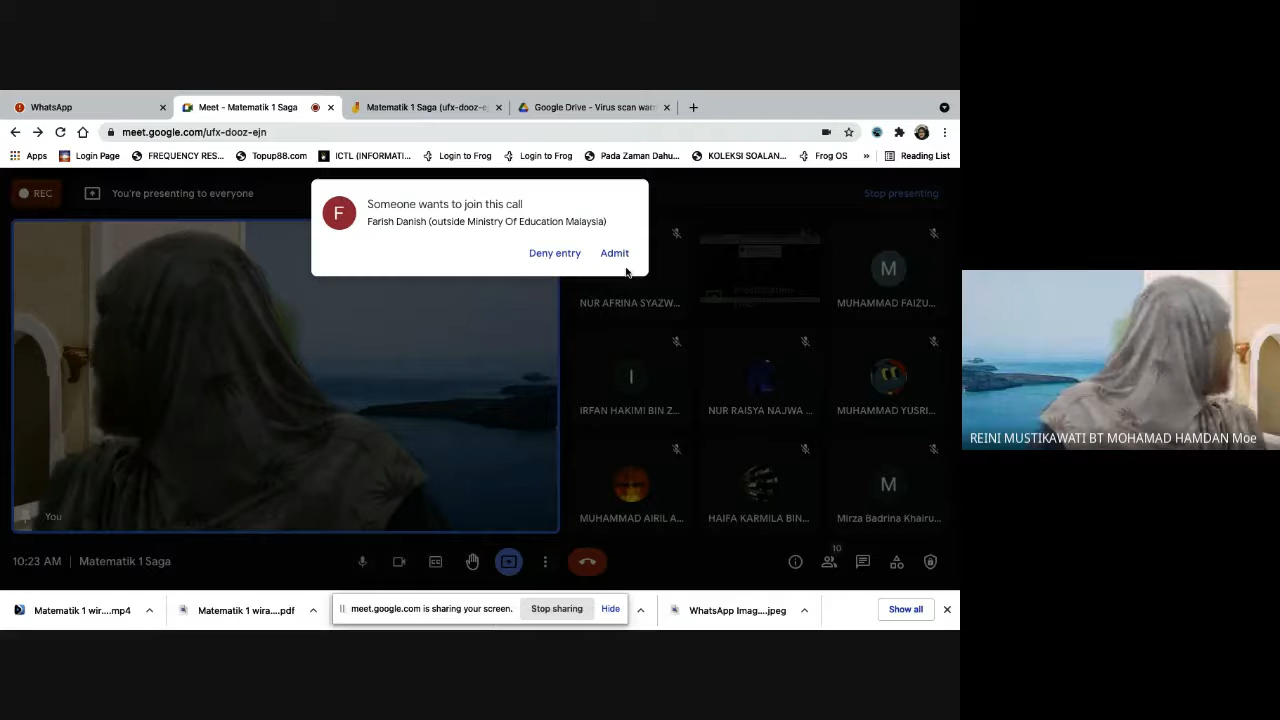 WhatsApp
Meet - Matematik 1 Saga
Matematik 1 Saga (ufx-dooz-e
Google Drive - Virus scan warn
meet.google.com/ufx-dooz-ejn
Apps
Login Page
FREQUENCY RES...
Topup88.com
ICTL (INFORMATI...
Login to Frog
Login to Frog
Pada Zaman Dahu...
KOLEKSI SOALAN...
Frog OS
»
Reading List
REC
You're presenting to everyone
Stop presenting
F
Someone wants to join this call
Farish Danish (outside Ministry Of Education Malaysia)
Deny entry
Admit
M
NUR AFRINA SYAZW...
MUHAMMAD FAIZU...
I
IRFAN HAKIMI BIN Z...
NUR RAISYA NAJWA ...
MUHAMMAD YUSRI...
M
MUHAMMAD AIRIL A...
HAIFA KARMILA BIN...
Mirza Badrina Khairu...
You
REINI MUSTIKAWATI BT MOHAMAD HAMDAN Moe
10:23 AM | Matematik 1 Saga
10
Matematik 1 wir....mp4
Matematik 1 wira....pdf
meet.google.com is sharing your screen.
Stop sharing
Hide
WhatsApp Imag....jpeg
Show all